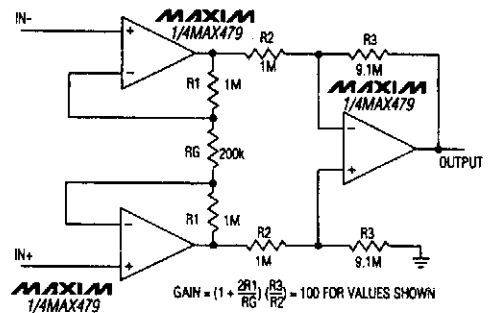 IN-
MAXIM
1/4MAX479
+
-
R1
1M
R2
1M
R3
9.1M
MAXIM
1/4MAX479
RG
200k
-
+
OUTPUT
R1
1M
-
+
IN+
R2
1M
R3
9.1M
MAXIM
1/4MAX479
GAIN = (1 + 2R1/RG) (R3/R2) = 100 FOR VALUES SHOWN